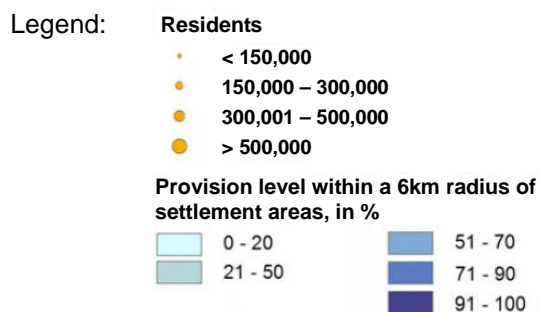 Legend:
Residents
< 150,000
150,000 – 300,000
300,001 – 500,000
> 500,000
Provision level within a 6km radius of
settlement areas, in %
0 - 20
21 - 50
51 - 70
71 - 90
91 - 100